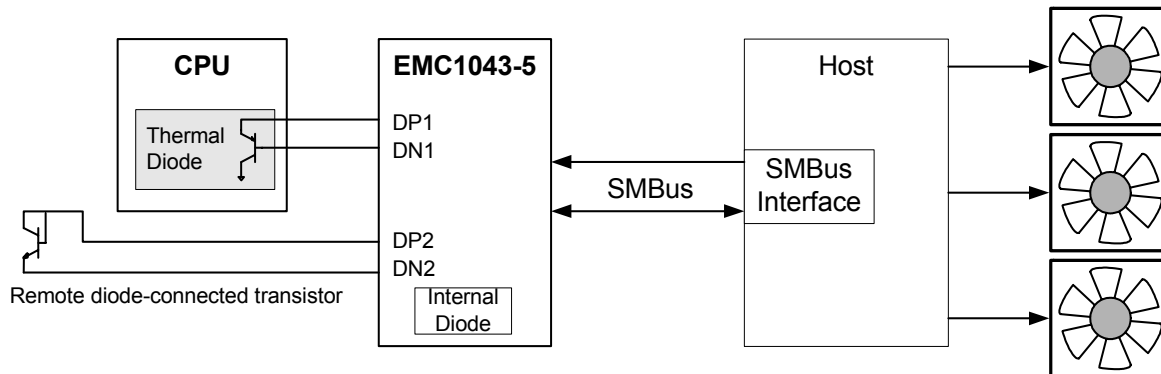 CPU
Thermal
Diode
EMC1043-5
DP1
DN1
DP2
DN2
Internal
Diode
Remote diode-connected transistor
SMBus
Host
SMBus
Interface